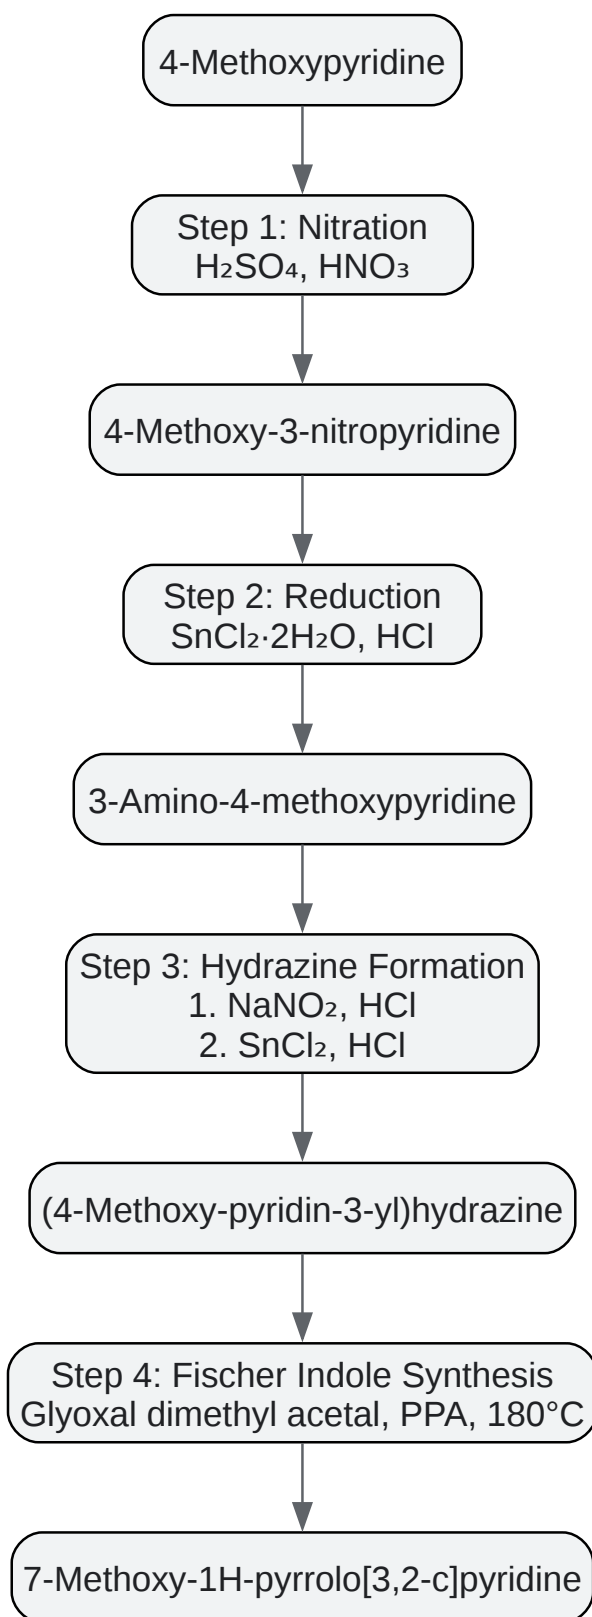 4-Methoxypyridine
Step 1: Nitration
H₂SO₄, HNO₃
4-Methoxy-3-nitropyridine
Step 2: Reduction
SnCl₂·2H₂O, HCl
3-Amino-4-methoxypyridine
Step 3: Hydrazine Formation
1. NaNO₂, HCl
2. SnCl₂, HCl
(4-Methoxy-pyridin-3-yl)hydrazine
Step 4: Fischer Indole Synthesis
Glyoxal dimethyl acetal, PPA, 180°C
7-Methoxy-1H-pyrrolo[3,2-c]pyridine